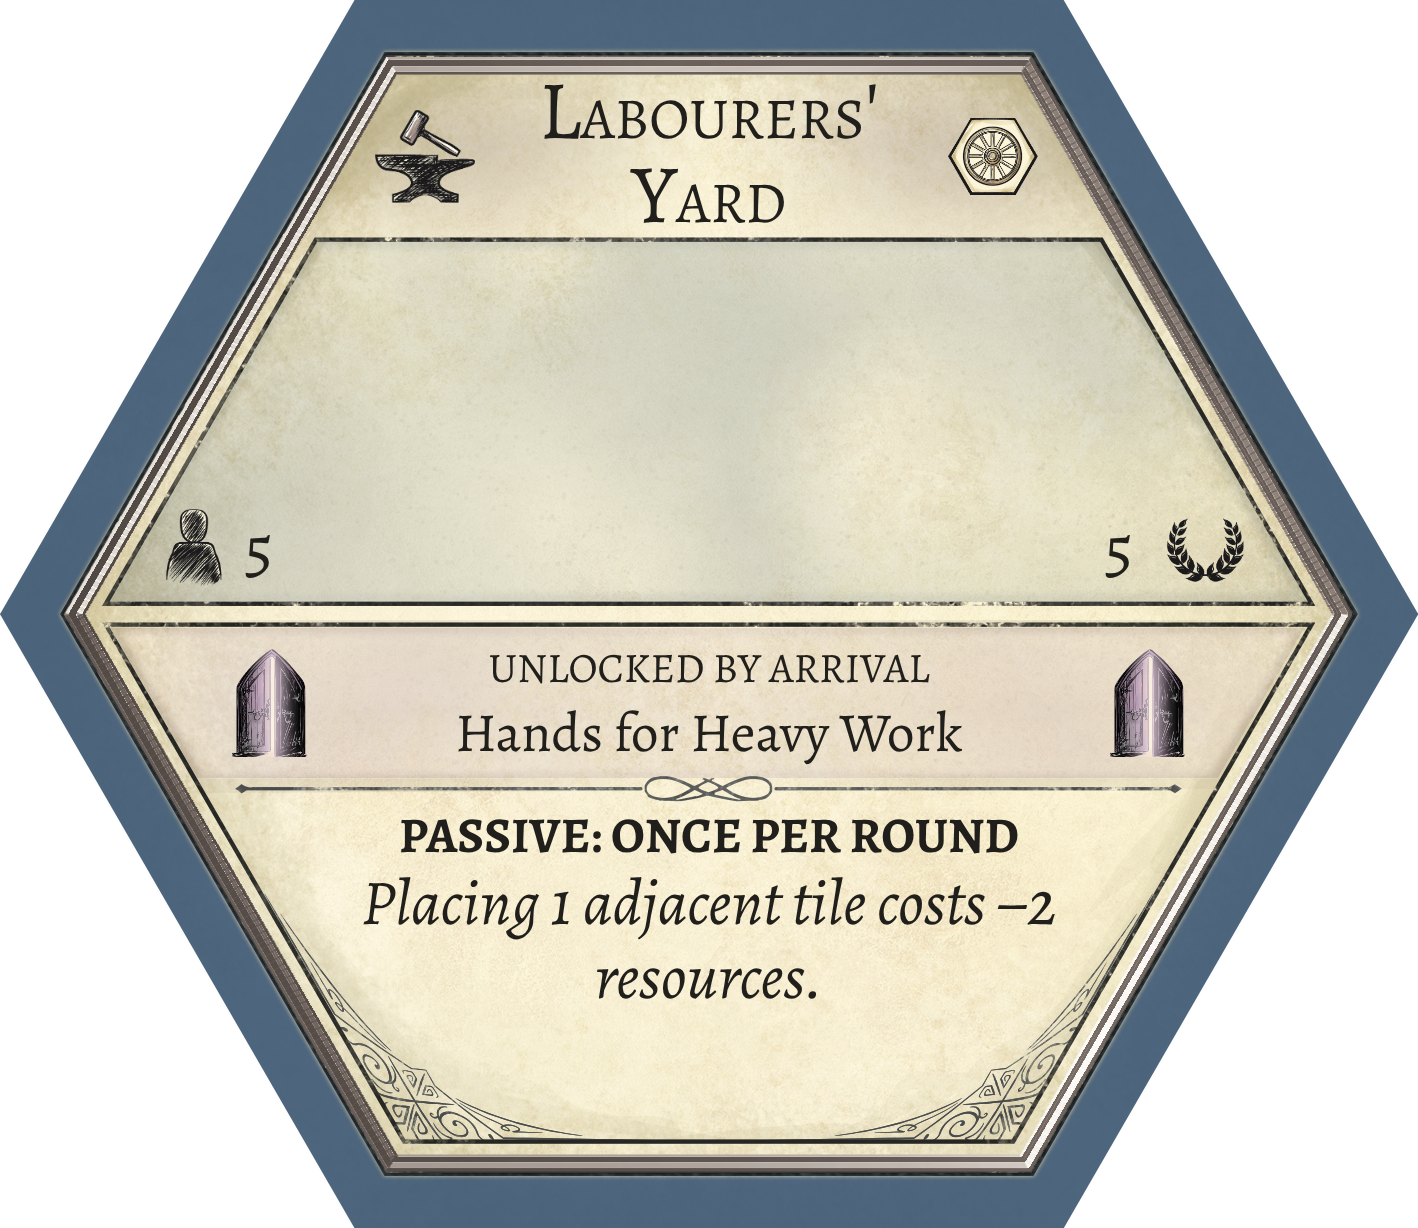 LABOURERS'
YARD
5
5
UNLOCKED BY ARRIVAL
Hands for Heavy Work
PASSIVE: ONCE PER ROUND
Placing 1 adjacent tile costs –2
resources.